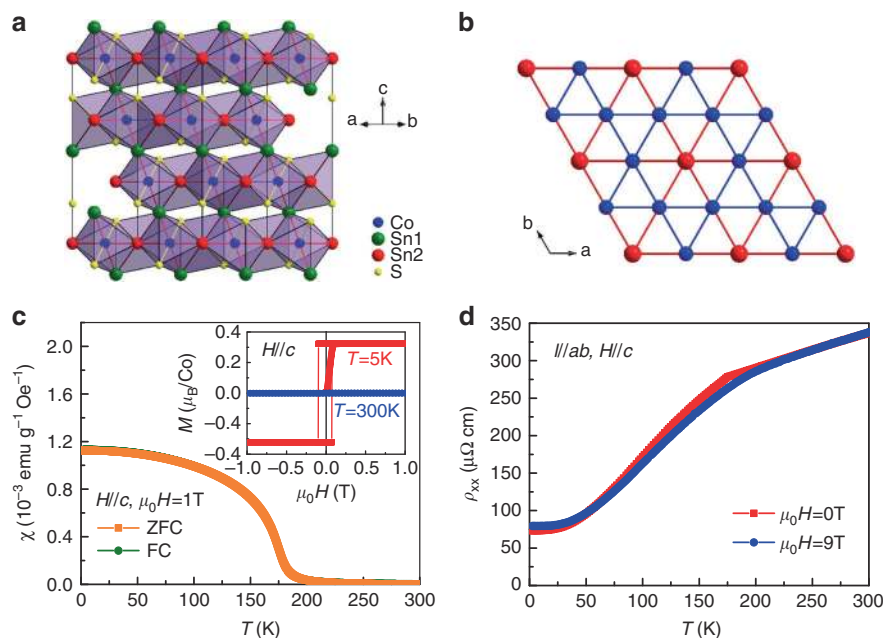 a
c
a
b
Co
Sn1
Sn2
S
b
b
a
c
χ (10⁻³ emu g⁻¹ Oe⁻¹)
2.0
1.6
1.2
0.8
0.4
0.0
0
50
100
150
200
250
300
T (K)
H//c, μ₀H=1T
ZFC
FC
M (μB/Co)
0.4
0.2
0.0
−0.2
−0.4
−1.0
−0.5
0.0
0.5
1.0
μ₀H (T)
H//c
T=5K
T=300K
d
ρxx (μΩ cm)
350
300
250
200
150
100
50
0
0
50
100
150
200
250
300
T (K)
I//ab, H//c
μ₀H=0T
μ₀H=9T